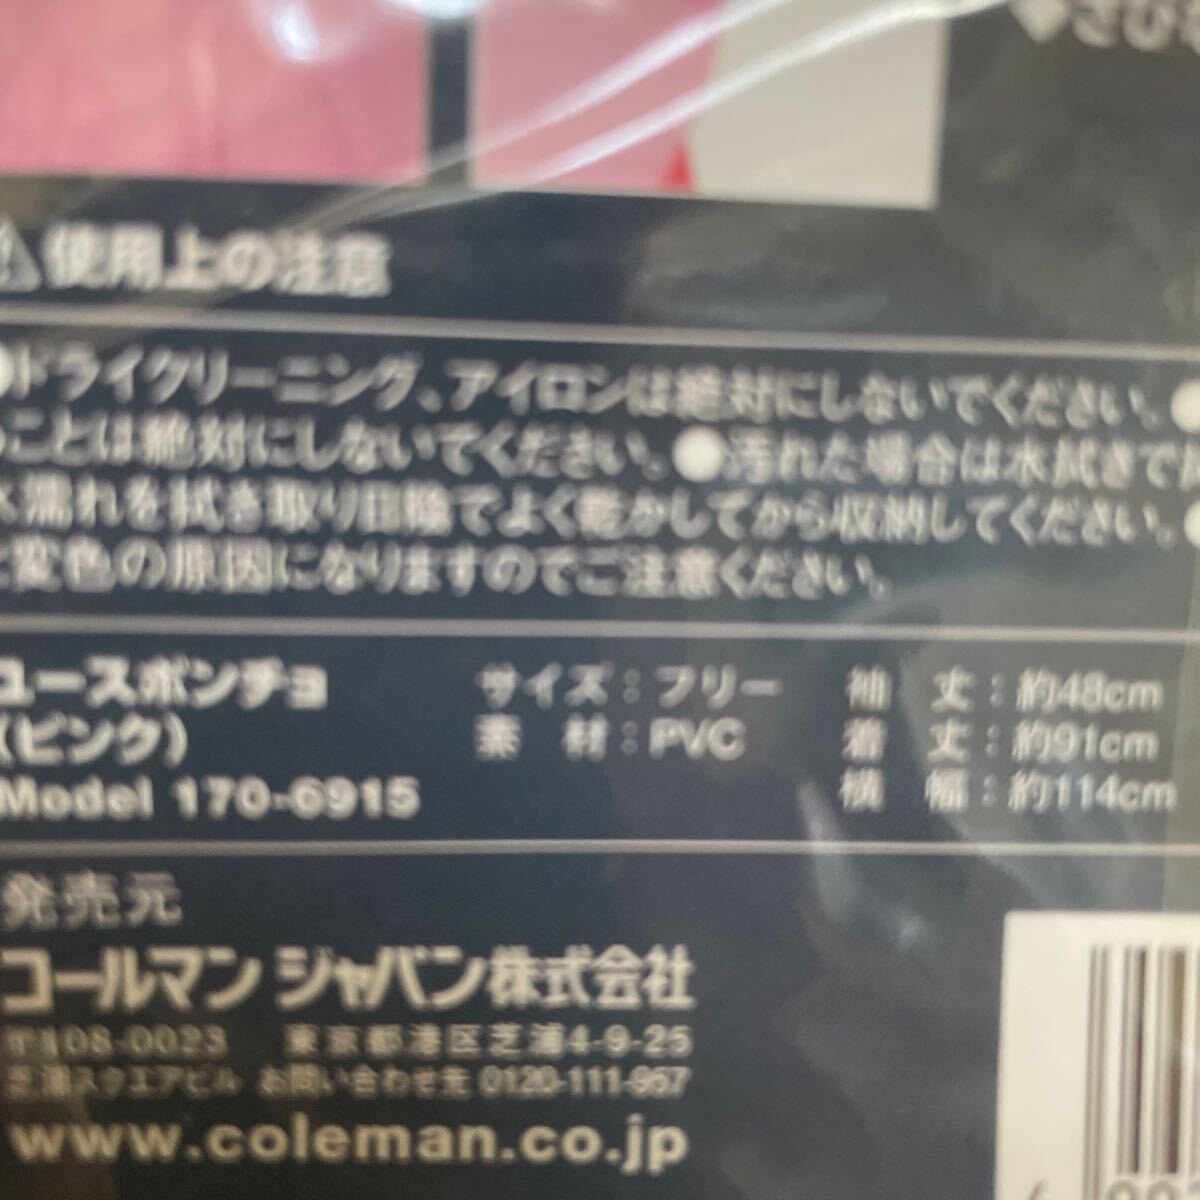 使用上の注意
●ドライクリーニング、アイロンは絶対にしないでください。●
ことは絶対にしないでください。●汚れた場合は水拭きで
水濡れを拭き取り日陰でよく乾かしてから収納してください。
変色の原因になりますのでご注意ください。
ユースポンチョ
(ピンク)
Model 170-6915
サイズ：フリー
素 材：PVC
袖 丈：約48cm
着 丈：約91cm
横 幅：約114cm
発売元
コールマン ジャパン株式会社
〒108-0023 東京都港区芝浦4-9-25
芝浦スクエアビル お問い合わせ先 0120-111-957
www.coleman.co.jp